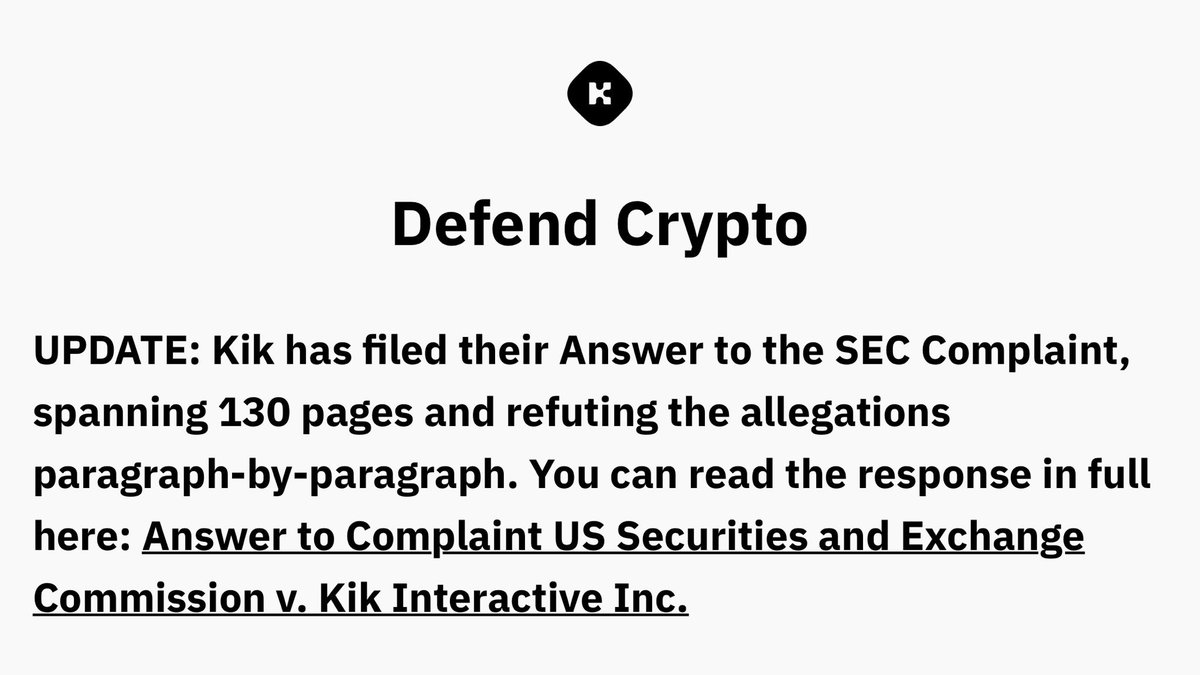 K
Defend Crypto
UPDATE: Kik has filed their Answer to the SEC Complaint,
spanning 130 pages and refuting the allegations
paragraph-by-paragraph. You can read the response in full
here: Answer to Complaint US Securities and Exchange
Commission v. Kik Interactive Inc.